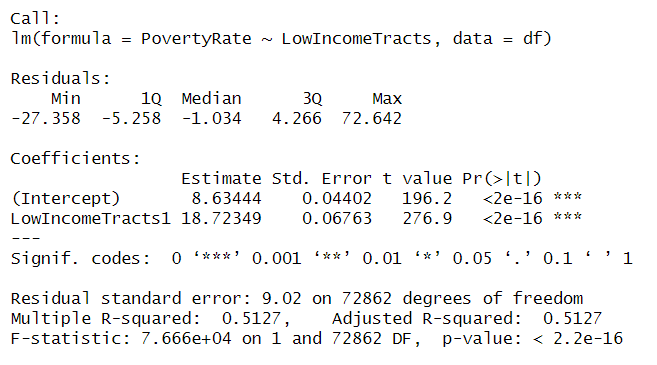 Call:
lm(formula = PovertyRate ~ LowIncomeTracts, data = df)
Residuals:
    Min      1Q  Median      3Q     Max
-27.358  -5.258  -1.034   4.266  72.642
Coefficients:
                 Estimate Std. Error t value Pr(>|t|)
(Intercept)       8.63444    0.04402   196.2   <2e-16 ***
LowIncomeTracts1 18.72349    0.06763   276.9   <2e-16 ***
---
Signif. codes:  0 ‘***’ 0.001 ‘**’ 0.01 ‘*’ 0.05 ‘.’ 0.1 ‘ ’ 1
Residual standard error: 9.02 on 72862 degrees of freedom
Multiple R-squared:  0.5127,    Adjusted R-squared:  0.5127
F-statistic: 7.666e+04 on 1 and 72862 DF,  p-value: < 2.2e-16